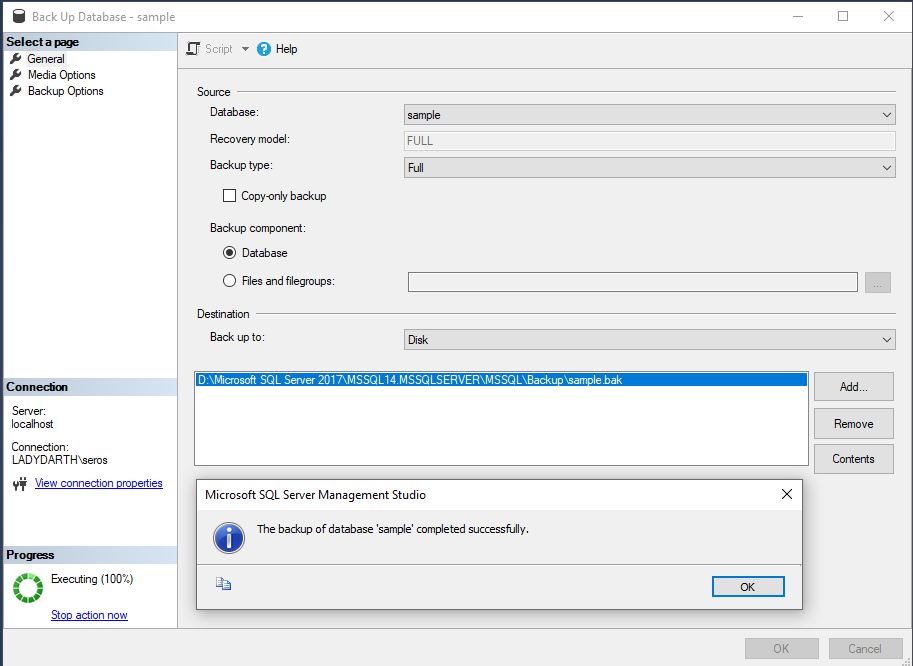 Back Up Database - sample
Select a page
General
Media Options
Backup Options
Script
Help
Source
Database:
sample
Recovery model:
FULL
Backup type:
Full
Copy-only backup
Backup component:
Database
Files and filegroups:
...
Destination
Back up to:
Disk
D:\Microsoft SQL Server 2017\MSSQL14.MSSQLSERVER\MSSQL\Backup\sample.bak
Add...
Remove
Contents
Connection
Server:
localhost
Connection:
LADYDARTH\seros
View connection properties
Progress
Executing (100%)
Stop action now
Microsoft SQL Server Management Studio
The backup of database 'sample' completed successfully.
OK
OK
Cancel